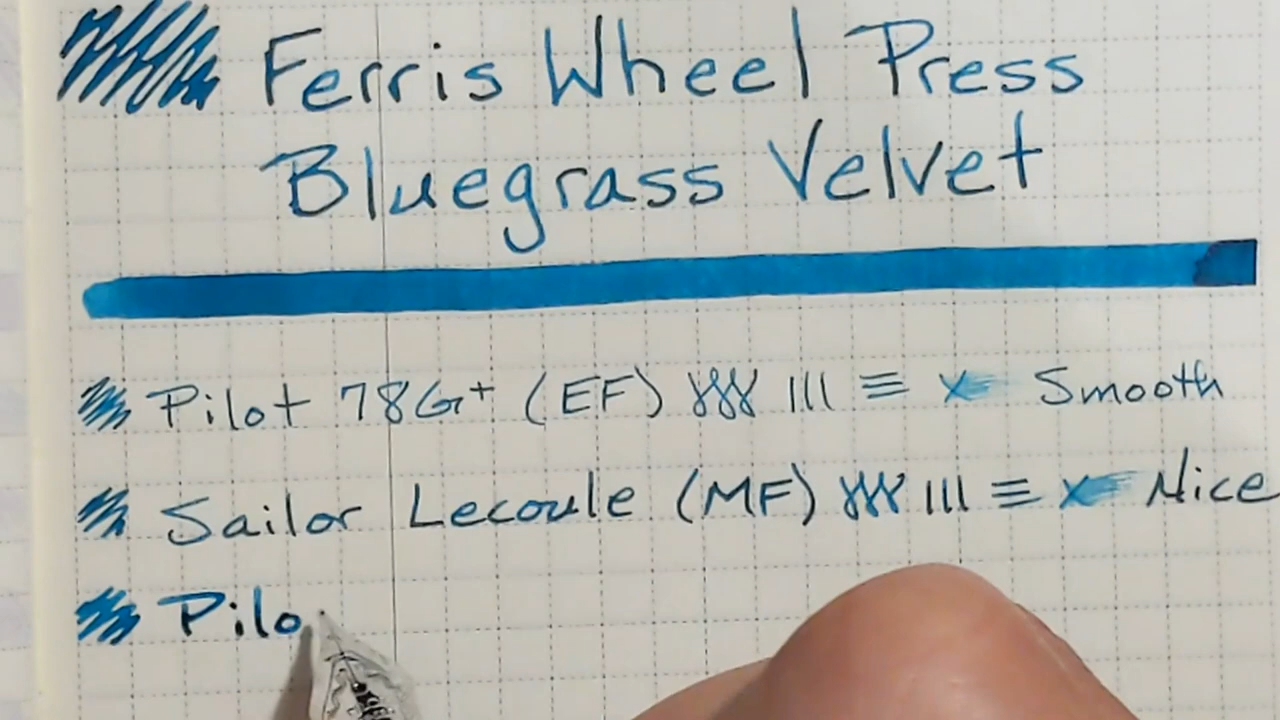 Ferris Wheel Press
Bluegrass Velvet
Pilot 78G+ (EF) ||| ≡ x Smooth
Sailor Lecoule (MF) ||| ≡ x Nice
Pilo